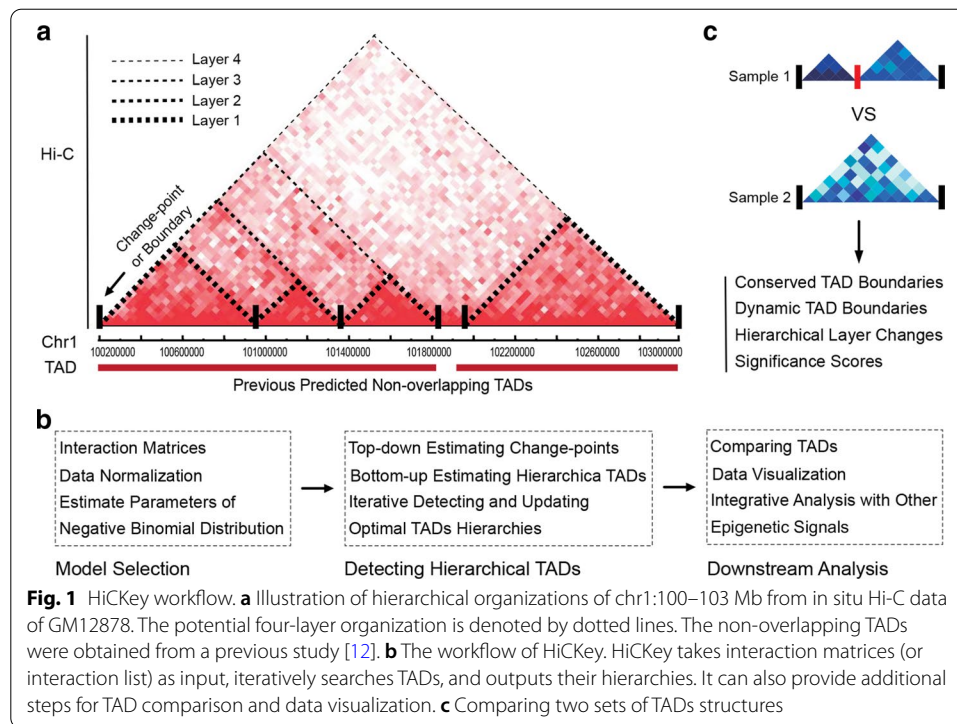 a
Layer 4
Layer 3
Layer 2
Layer 1
Hi-C
Change-point
or Boundary
Chr1
100200000 100600000 101000000 101400000 101800000 102200000 102600000 103000000
TAD
Previous Predicted Non-overlapping TADs
c
Sample 1
VS
Sample 2
Conserved TAD Boundaries
Dynamic TAD Boundaries
Hierarchical Layer Changes
Significance Scores
b
Interaction Matrices
Data Normalization
Estimate Parameters of
Negative Binomial Distribution
Model Selection
Top-down Estimating Change-points
Bottom-up Estimating Hierarchica TADs
Iterative Detecting and Updating
Optimal TADs Hierarchies
Detecting Hierarchical TADs
Comparing TADs
Data Visualization
Integrative Analysis with Other
Epigenetic Signals
Downstream Analysis
Fig. 1 HiCKey workflow. a Illustration of hierarchical organizations of chr1:100–103 Mb from in situ Hi-C data
of GM12878. The potential four-layer organization is denoted by dotted lines. The non-overlapping TADs
were obtained from a previous study [12]. b The workflow of HiCKey. HiCKey takes interaction matrices (or
interaction list) as input, iteratively searches TADs, and outputs their hierarchies. It can also provide additional
steps for TAD comparison and data visualization. c Comparing two sets of TADs structures